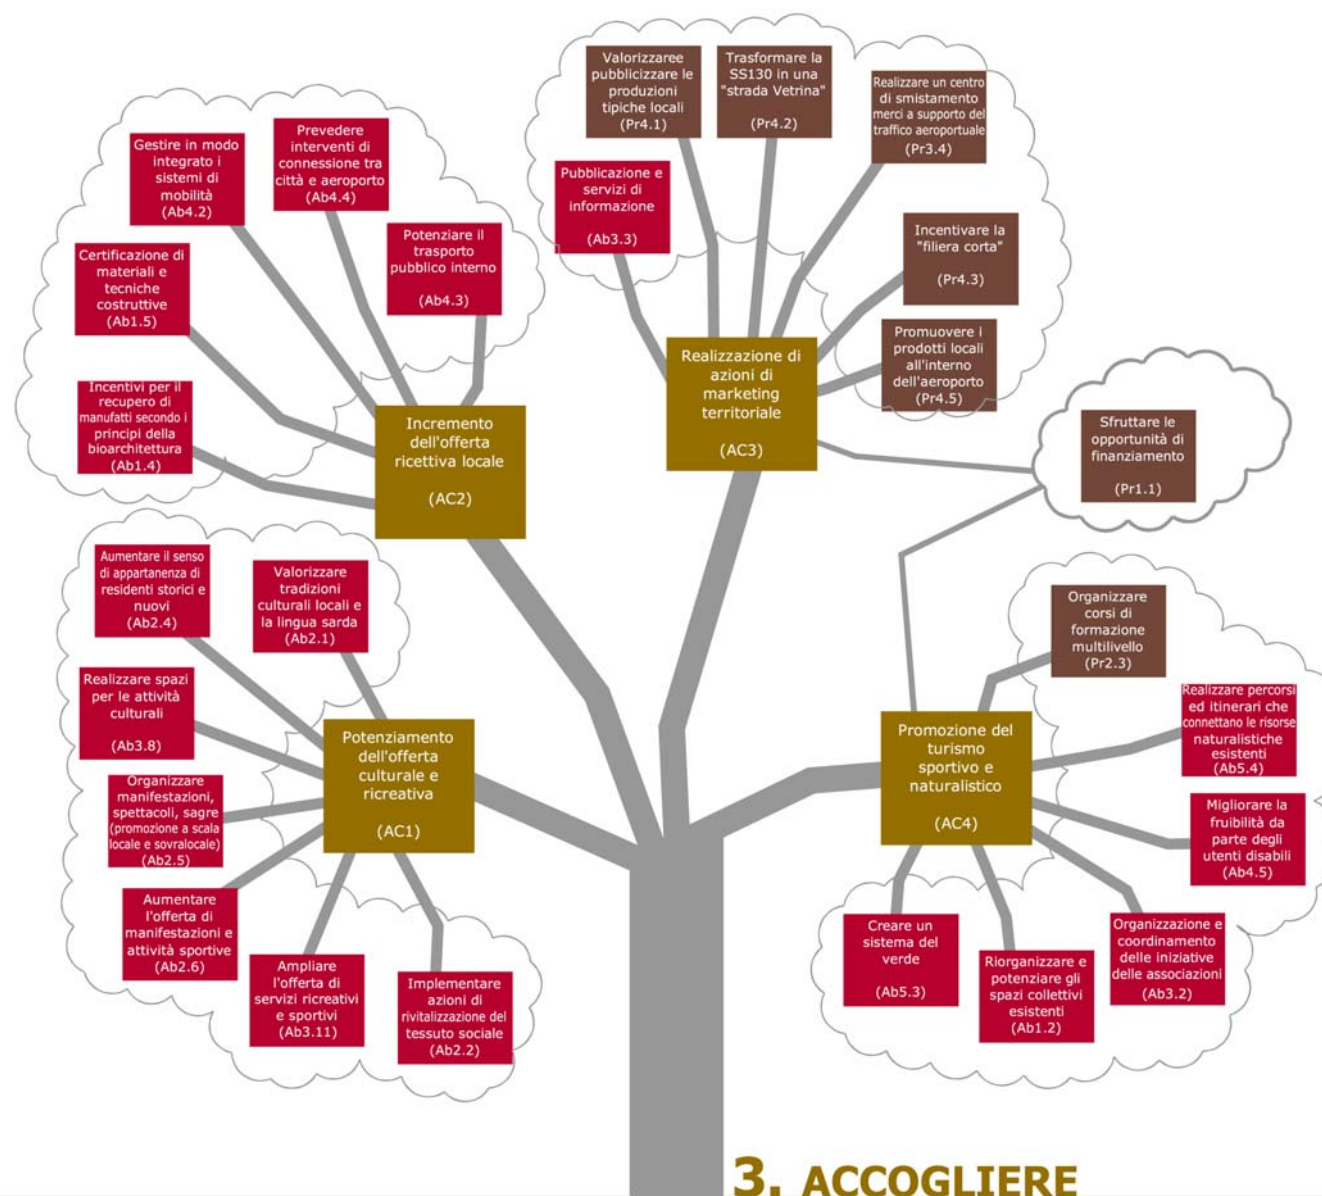 Valorizzaree
pubblicizzare le
produzioni
tipiche locali
(Pr4.1)
Trasformare la
SS130 in una
"strada Vetrina"
(Pr4.2)
Realizzare un centro
di smistamento
merci a supporto del
traffico aeroportuale
(Pr3.4)
Prevedere
interventi di
connessione tra
città e aeroporto
(Ab4.4)
Gestire in modo
integrato i
sistemi di
mobilità
(Ab4.2)
Pubblicazione e
servizi di
informazione
(Ab3.3)
Potenziare il
trasporto
pubblico interno
(Ab4.3)
Incentivare la
"filiera corta"
(Pr4.3)
Certificazione di
materiali e
tecniche
costruttive
(Ab1.5)
Promuovere i
prodotti locali
all'interno
dell'aeroporto
(Pr4.5)
Realizzazione di
azioni di
marketing
territoriale
(AC3)
Incentivi per il
recupero di
manufatti secondo i
principi della
bioarchitettura
(Ab1.4)
Incremento
dell'offerta
ricettiva locale
(AC2)
Sfruttare le
opportunità di
finanziamento
(Pr1.1)
Aumentare il senso
di appartanenza di
residenti storici e
nuovi
(Ab2.4)
Valorizzare
tradizioni
culturali locali e
la lingua sarda
(Ab2.1)
Organizzare
corsi di
formazione
multilivello
(Pr2.3)
Realizzare spazi
per le attività
culturali
(Ab3.8)
Realizzare percorsi
ed itinerari che
connettano le risorse
naturalistiche
esistenti
(Ab5.4)
Potenziamento
dell'offerta
culturale e
ricreativa
(AC1)
Promozione del
turismo
sportivo e
naturalistico
(AC4)
Organizzare
manifestazioni,
spettacoli, sagre
(promozione a scala
locale e sovralocale)
(Ab2.5)
Migliorare la
fruibilità da
parte degli
utenti disabili
(Ab4.5)
Aumentare
l'offerta di
manifestazioni e
attività sportive
(Ab2.6)
Creare un
sistema del
verde
(Ab5.3)
Organizzazione e
coordinamento
delle iniziative
delle associazioni
(Ab3.2)
Ampliare
l'offerta di
servizi ricreativi
e sportivi
(Ab3.11)
Implementare
azioni di
rivitalizzazione del
tessuto sociale
(Ab2.2)
Riorganizzare e
potenziare gli
spazi collettivi
esistenti
(Ab1.2)
3. ACCOGLIERE